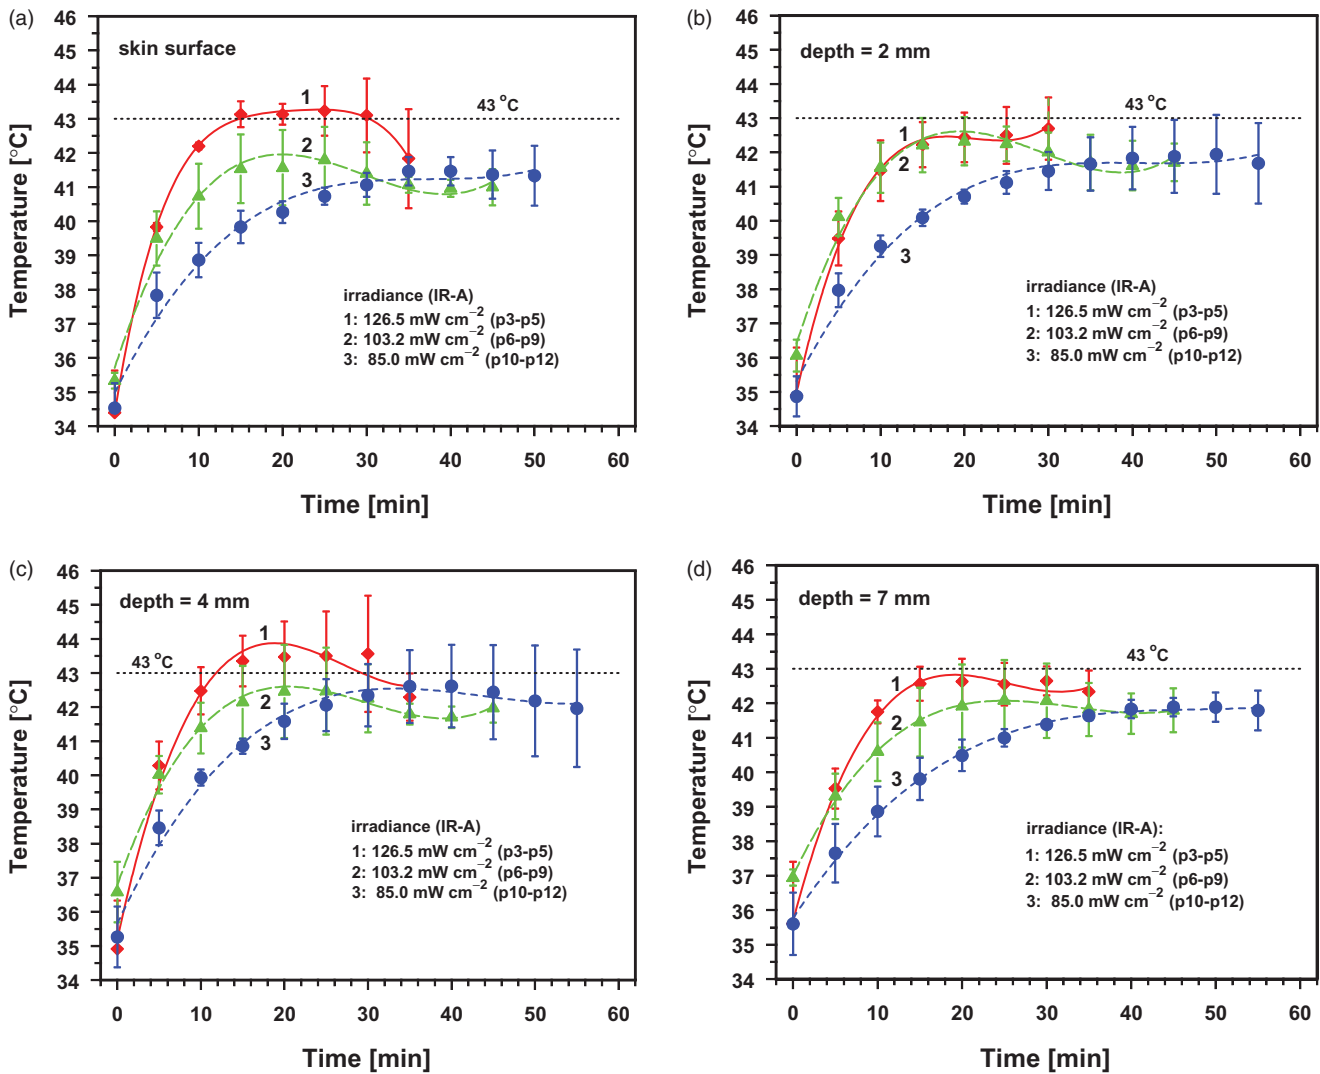 (a)
skin surface
43 °C
1
2
3
irradiance (IR-A)
1: 126.5 mW cm−2 (p3-p5)
2: 103.2 mW cm−2 (p6-p9)
3: 85.0 mW cm−2 (p10-p12)
Temperature [°C]
46
45
44
43
42
41
40
39
38
37
36
35
34
0
10
20
30
40
50
60
Time [min]
(b)
depth = 2 mm
43 °C
1
2
3
irradiance (IR-A)
1: 126.5 mW cm−2 (p3-p5)
2: 103.2 mW cm−2 (p6-p9)
3: 85.0 mW cm−2 (p10-p12)
Temperature [°C]
46
45
44
43
42
41
40
39
38
37
36
35
34
0
10
20
30
40
50
60
Time [min]
(c)
depth = 4 mm
43 °C
1
2
3
irradiance (IR-A)
1: 126.5 mW cm−2 (p3-p5)
2: 103.2 mW cm−2 (p6-p9)
3: 85.0 mW cm−2 (p10-p12)
Temperature [°C]
46
45
44
43
42
41
40
39
38
37
36
35
34
0
10
20
30
40
50
60
Time [min]
(d)
depth = 7 mm
43 °C
1
2
3
irradiance (IR-A):
1: 126.5 mW cm−2 (p3-p5)
2: 103.2 mW cm−2 (p6-p9)
3: 85.0 mW cm−2 (p10-p12)
Temperature [°C]
46
45
44
43
42
41
40
39
38
37
36
35
34
0
10
20
30
40
50
60
Time [min]